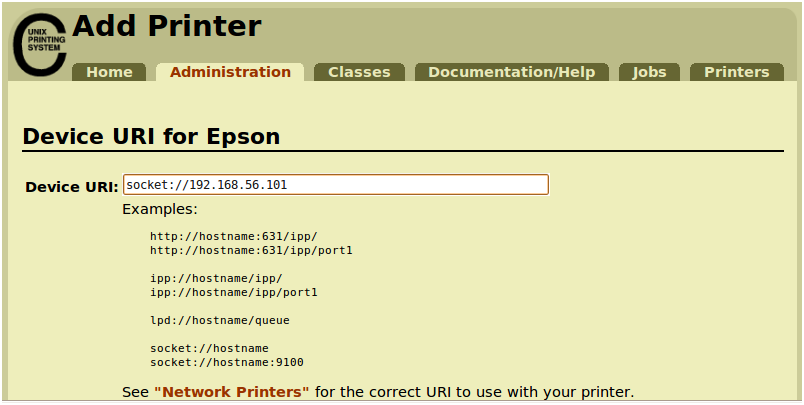 UNIX
PRINTING
SYSTEM
Add Printer
Home Administration Classes Documentation/Help Jobs Printers
Device URI for Epson
Device URI: socket://192.168.56.101
Examples:
http://hostname:631/ipp/
http://hostname:631/ipp/port1
ipp://hostname/ipp/
ipp://hostname/ipp/port1
lpd://hostname/queue
socket://hostname
socket://hostname:9100
See "Network Printers" for the correct URI to use with your printer.